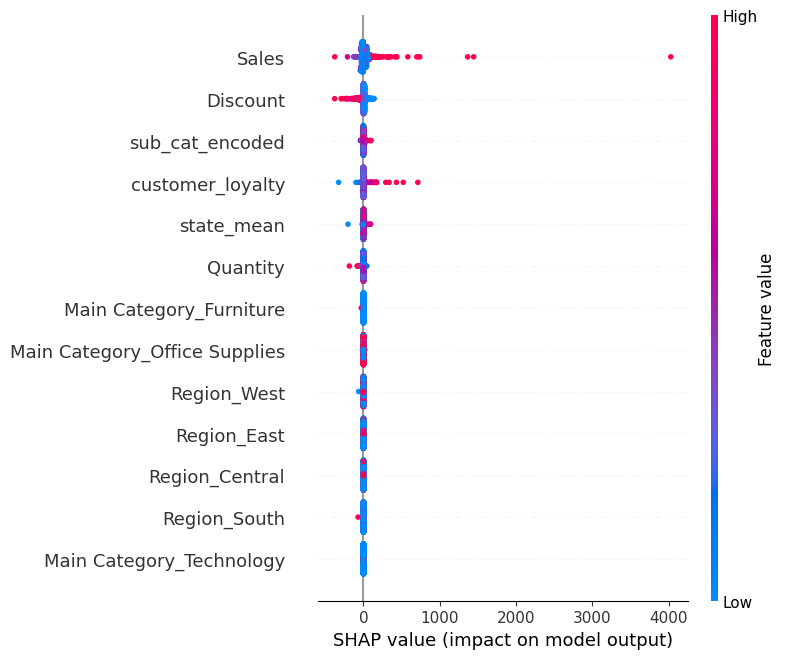 High
Sales
Discount
sub_cat_encoded
customer_loyalty
state_mean
Quantity
Main Category_Furniture
Main Category_Office Supplies
Region_West
Region_East
Region_Central
Region_South
Main Category_Technology
Feature value
Low
0 1000 2000 3000 4000
SHAP value (impact on model output)